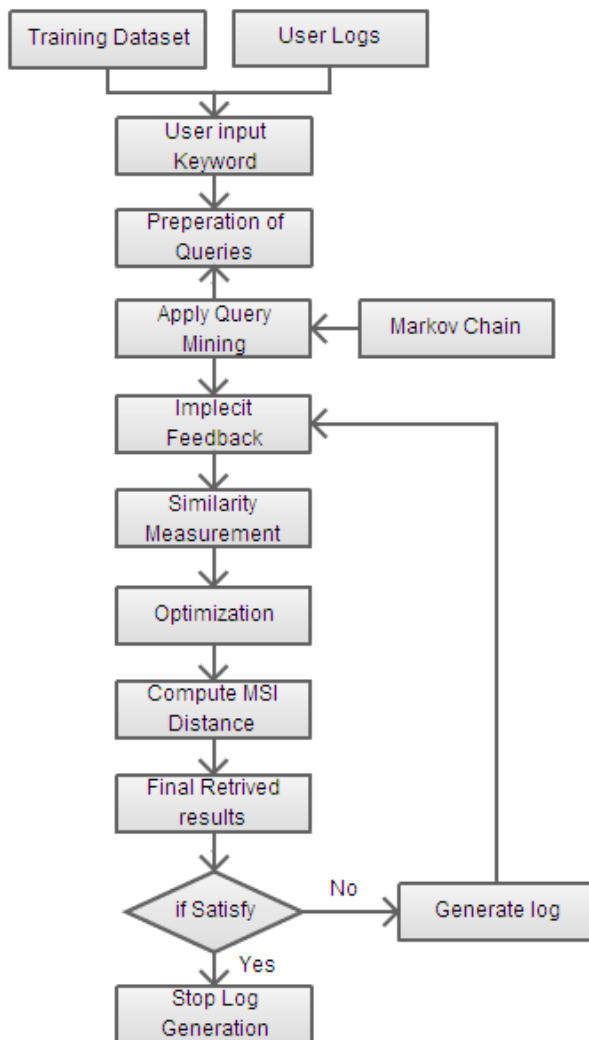 Training Dataset
User Logs
User input
Keyword
Preperation of
Queries
Apply Query
Mining
Markov Chain
Implecit
Feedback
Similarity
Measurement
Optimization
Compute MSI
Distance
Final Retrived
results
if Satisfy
No
Generate log
Yes
Stop Log
Generation